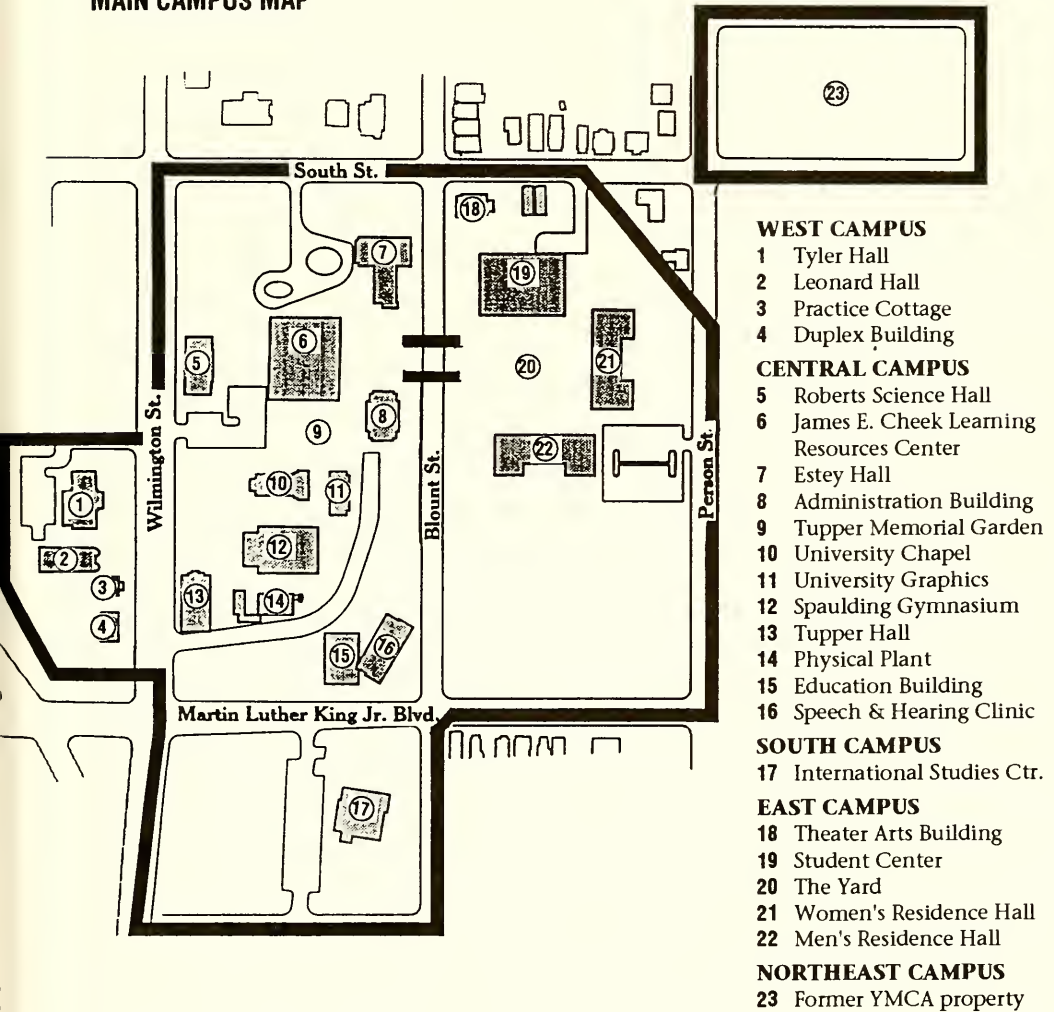 MAIN CAMPUS MAP
23
South St.
18
7
19
6
5
21
20
8
9
22
Wilmington St.
Blount St.
Person St.
10
11
1
12
2
3
13
14
4
16
15
Martin Luther King Jr. Blvd.
17
WEST CAMPUS
1 Tyler Hall
2 Leonard Hall
3 Practice Cottage
4 Duplex Building
CENTRAL CAMPUS
5 Roberts Science Hall
6 James E. Cheek Learning
Resources Center
7 Estey Hall
8 Administration Building
9 Tupper Memorial Garden
10 University Chapel
11 University Graphics
12 Spaulding Gymnasium
13 Tupper Hall
14 Physical Plant
15 Education Building
16 Speech & Hearing Clinic
SOUTH CAMPUS
17 International Studies Ctr.
EAST CAMPUS
18 Theater Arts Building
19 Student Center
20 The Yard
21 Women's Residence Hall
22 Men's Residence Hall
NORTHEAST CAMPUS
23 Former YMCA property